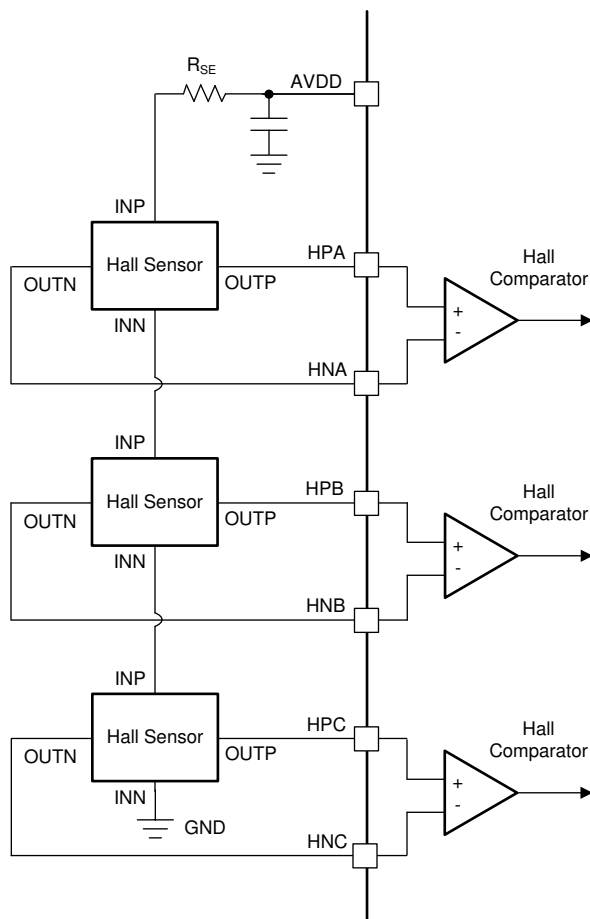 R_SE
AVDD
INP
Hall Sensor
OUTN
OUTP
INN
HPA
HNA
Hall
Comparator
+
-
INP
Hall Sensor
OUTN
OUTP
INN
HPB
HNB
Hall
Comparator
+
-
INP
Hall Sensor
OUTN
OUTP
INN
GND
HPC
HNC
Hall
Comparator
+
-